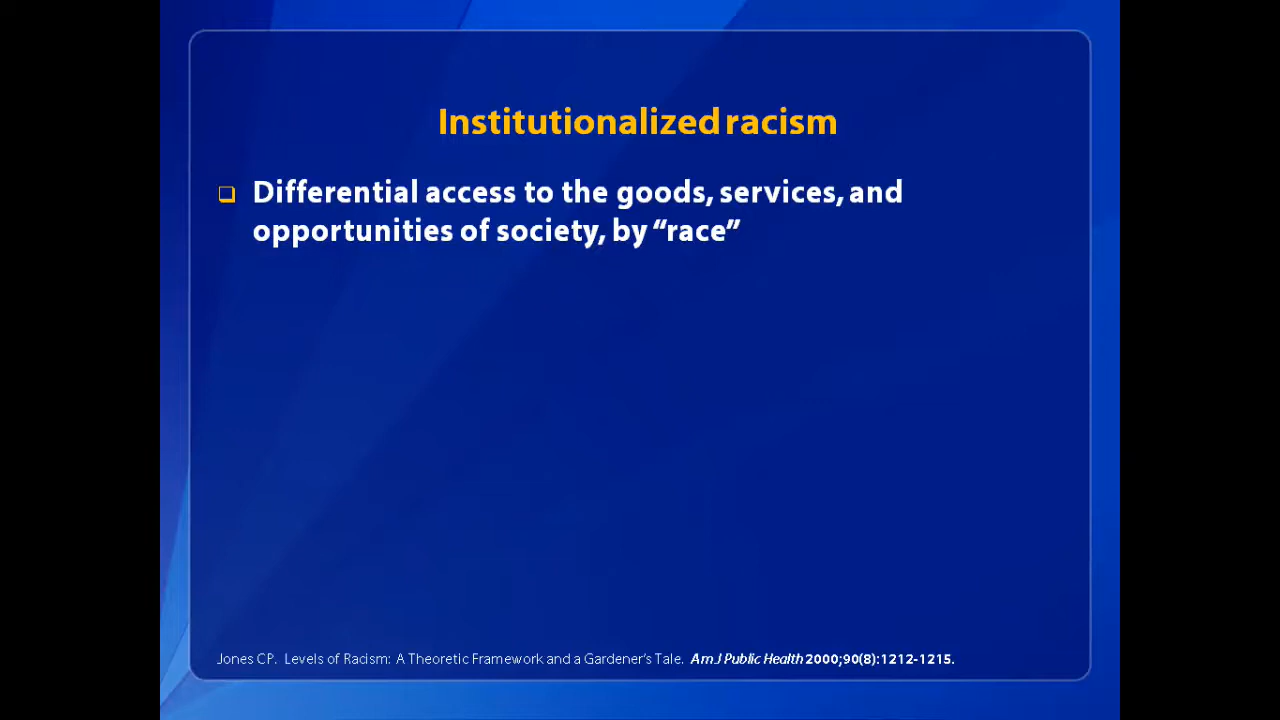 Institutionalized racism
❑ Differential access to the goods, services, and
opportunities of society, by “race”
Jones CP. Levels of Racism: A Theoretic Framework and a Gardener’s Tale. Am J Public Health 2000;90(8):1212-1215.